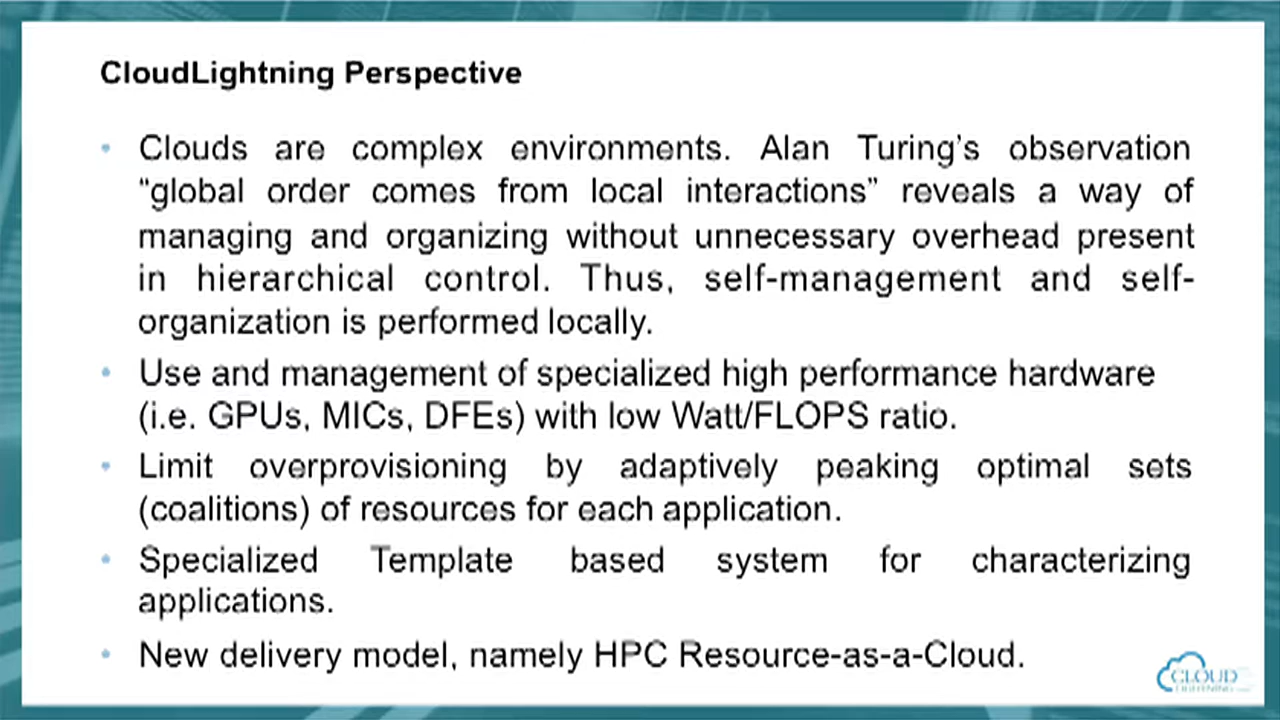 CloudLightning Perspective
• Clouds are complex environments. Alan Turing's observation
“global order comes from local interactions” reveals a way of
managing and organizing without unnecessary overhead present
in hierarchical control. Thus, self-management and self-
organization is performed locally.
• Use and management of specialized high performance hardware
(i.e. GPUs, MICs, DFEs) with low Watt/FLOPS ratio.
• Limit overprovisioning by adaptively peaking optimal sets
(coalitions) of resources for each application.
• Specialized Template based system for characterizing
applications.
• New delivery model, namely HPC Resource-as-a-Cloud.
CLOUD
LIGHTNING